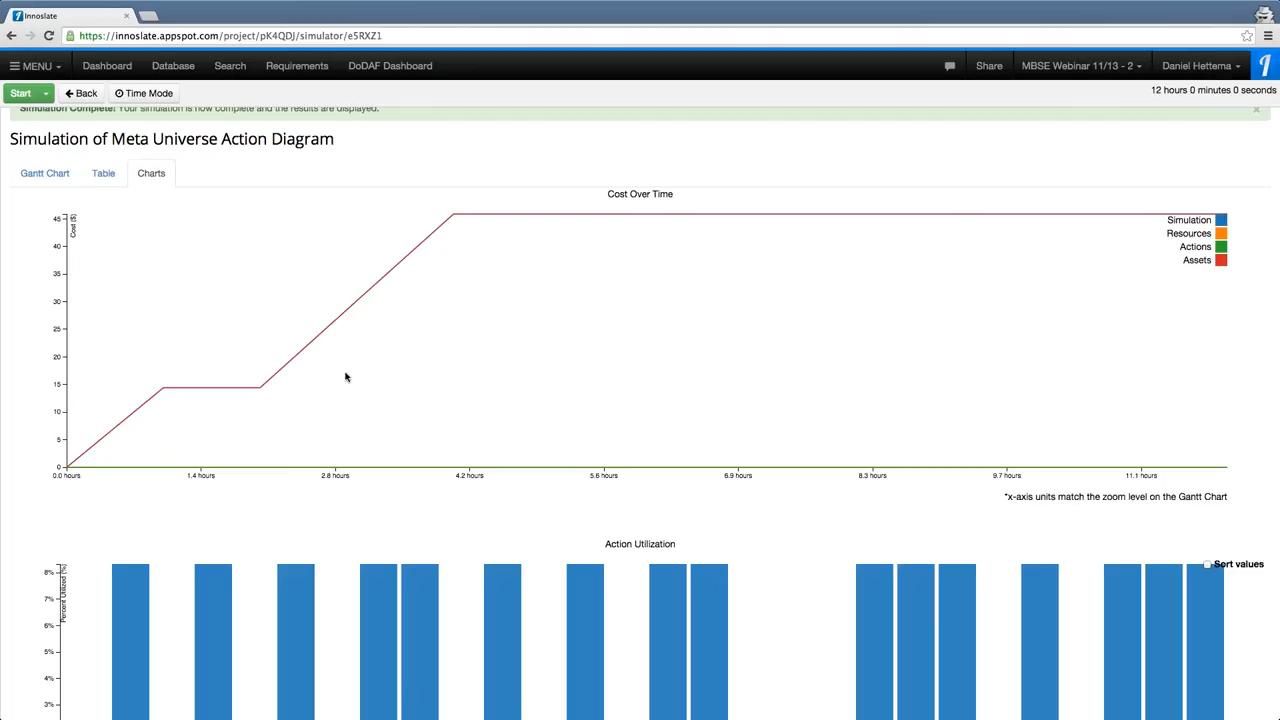 Innoslate
https://innoslate.appspot.com/project/pK4QDJ/simulator/e5RXZ1
MENU Dashboard Database Search Requirements DoDAF Dashboard Share MBSE Webinar 11/13 - 2 Daniel Hettema
Start Back Time Mode 12 hours 0 minutes 0 seconds
Simulation Complete! Your simulation is now complete and the results are displayed.
Simulation of Meta Universe Action Diagram
Gantt Chart Table Charts
Cost Over Time
Cost ($)
45
40
35
30
25
20
15
10
5
0
Simulation
Resources
Actions
Assets
0.0 hours 1.4 hours 2.8 hours 4.2 hours 5.6 hours 6.9 hours 8.3 hours 9.7 hours 11.1 hours
*x-axis units match the zoom level on the Gantt Chart
Action Utilization
Sort values
Percent Utilized (%)
8%
7%
6%
5%
4%
3%